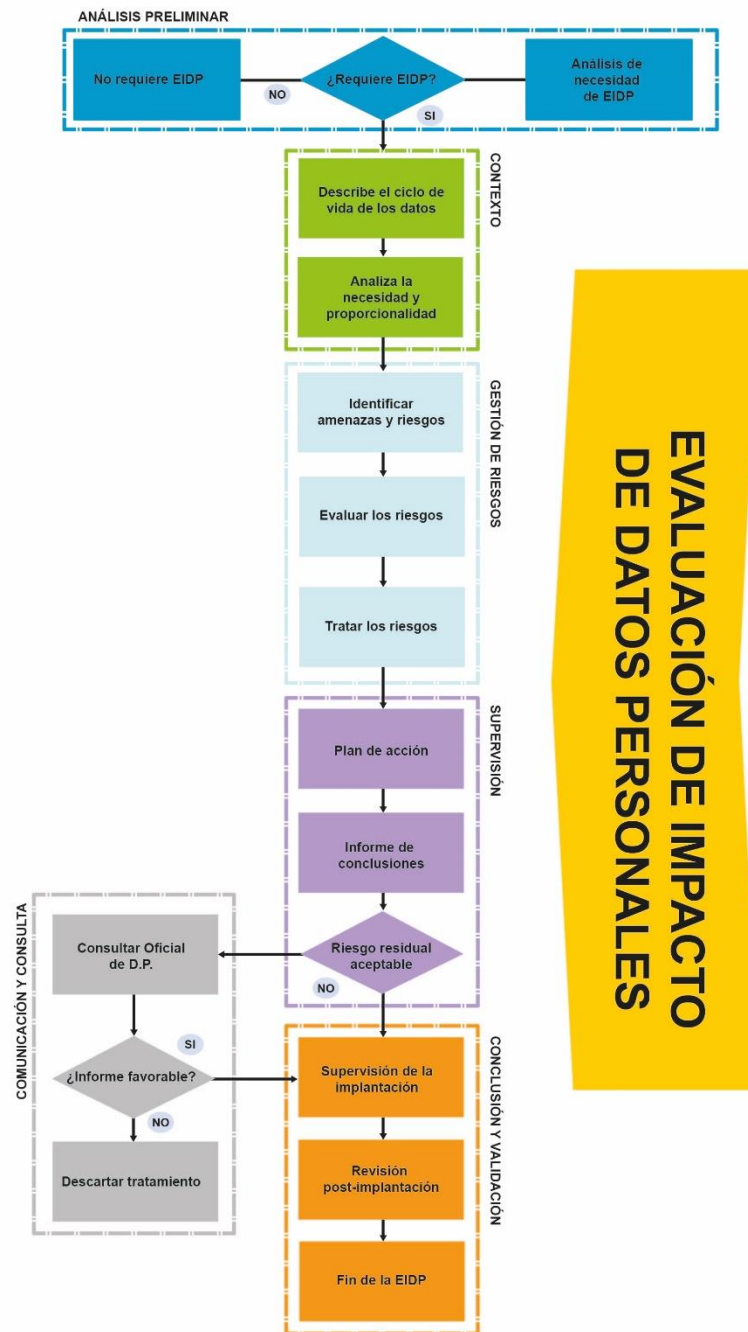 ANÁLISIS PRELIMINAR
No requiere EIDP
NO
¿Requiere EIDP?
SI
Análisis de
necesidad
de EIDP
CONTEXTO
Describe el ciclo de
vida de los datos
Analiza la
necesidad y
proporcionalidad
GESTIÓN DE RIESGOS
Identificar
amenazas y riesgos
Evaluar los riesgos
Tratar los riesgos
SUPERVISIÓN
Plan de acción
Informe de
conclusiones
Riesgo residual
aceptable
NO
COMUNICACIÓN Y CONSULTA
Consultar Oficial
de D.P.
SI
¿Informe favorable?
NO
Descartar tratamiento
CONCLUSIÓN Y VALIDACIÓN
Supervisión de la
implantación
Revisión
post-implantación
Fin de la EIDP
EVALUACIÓN DE IMPACTO
DE DATOS PERSONALES